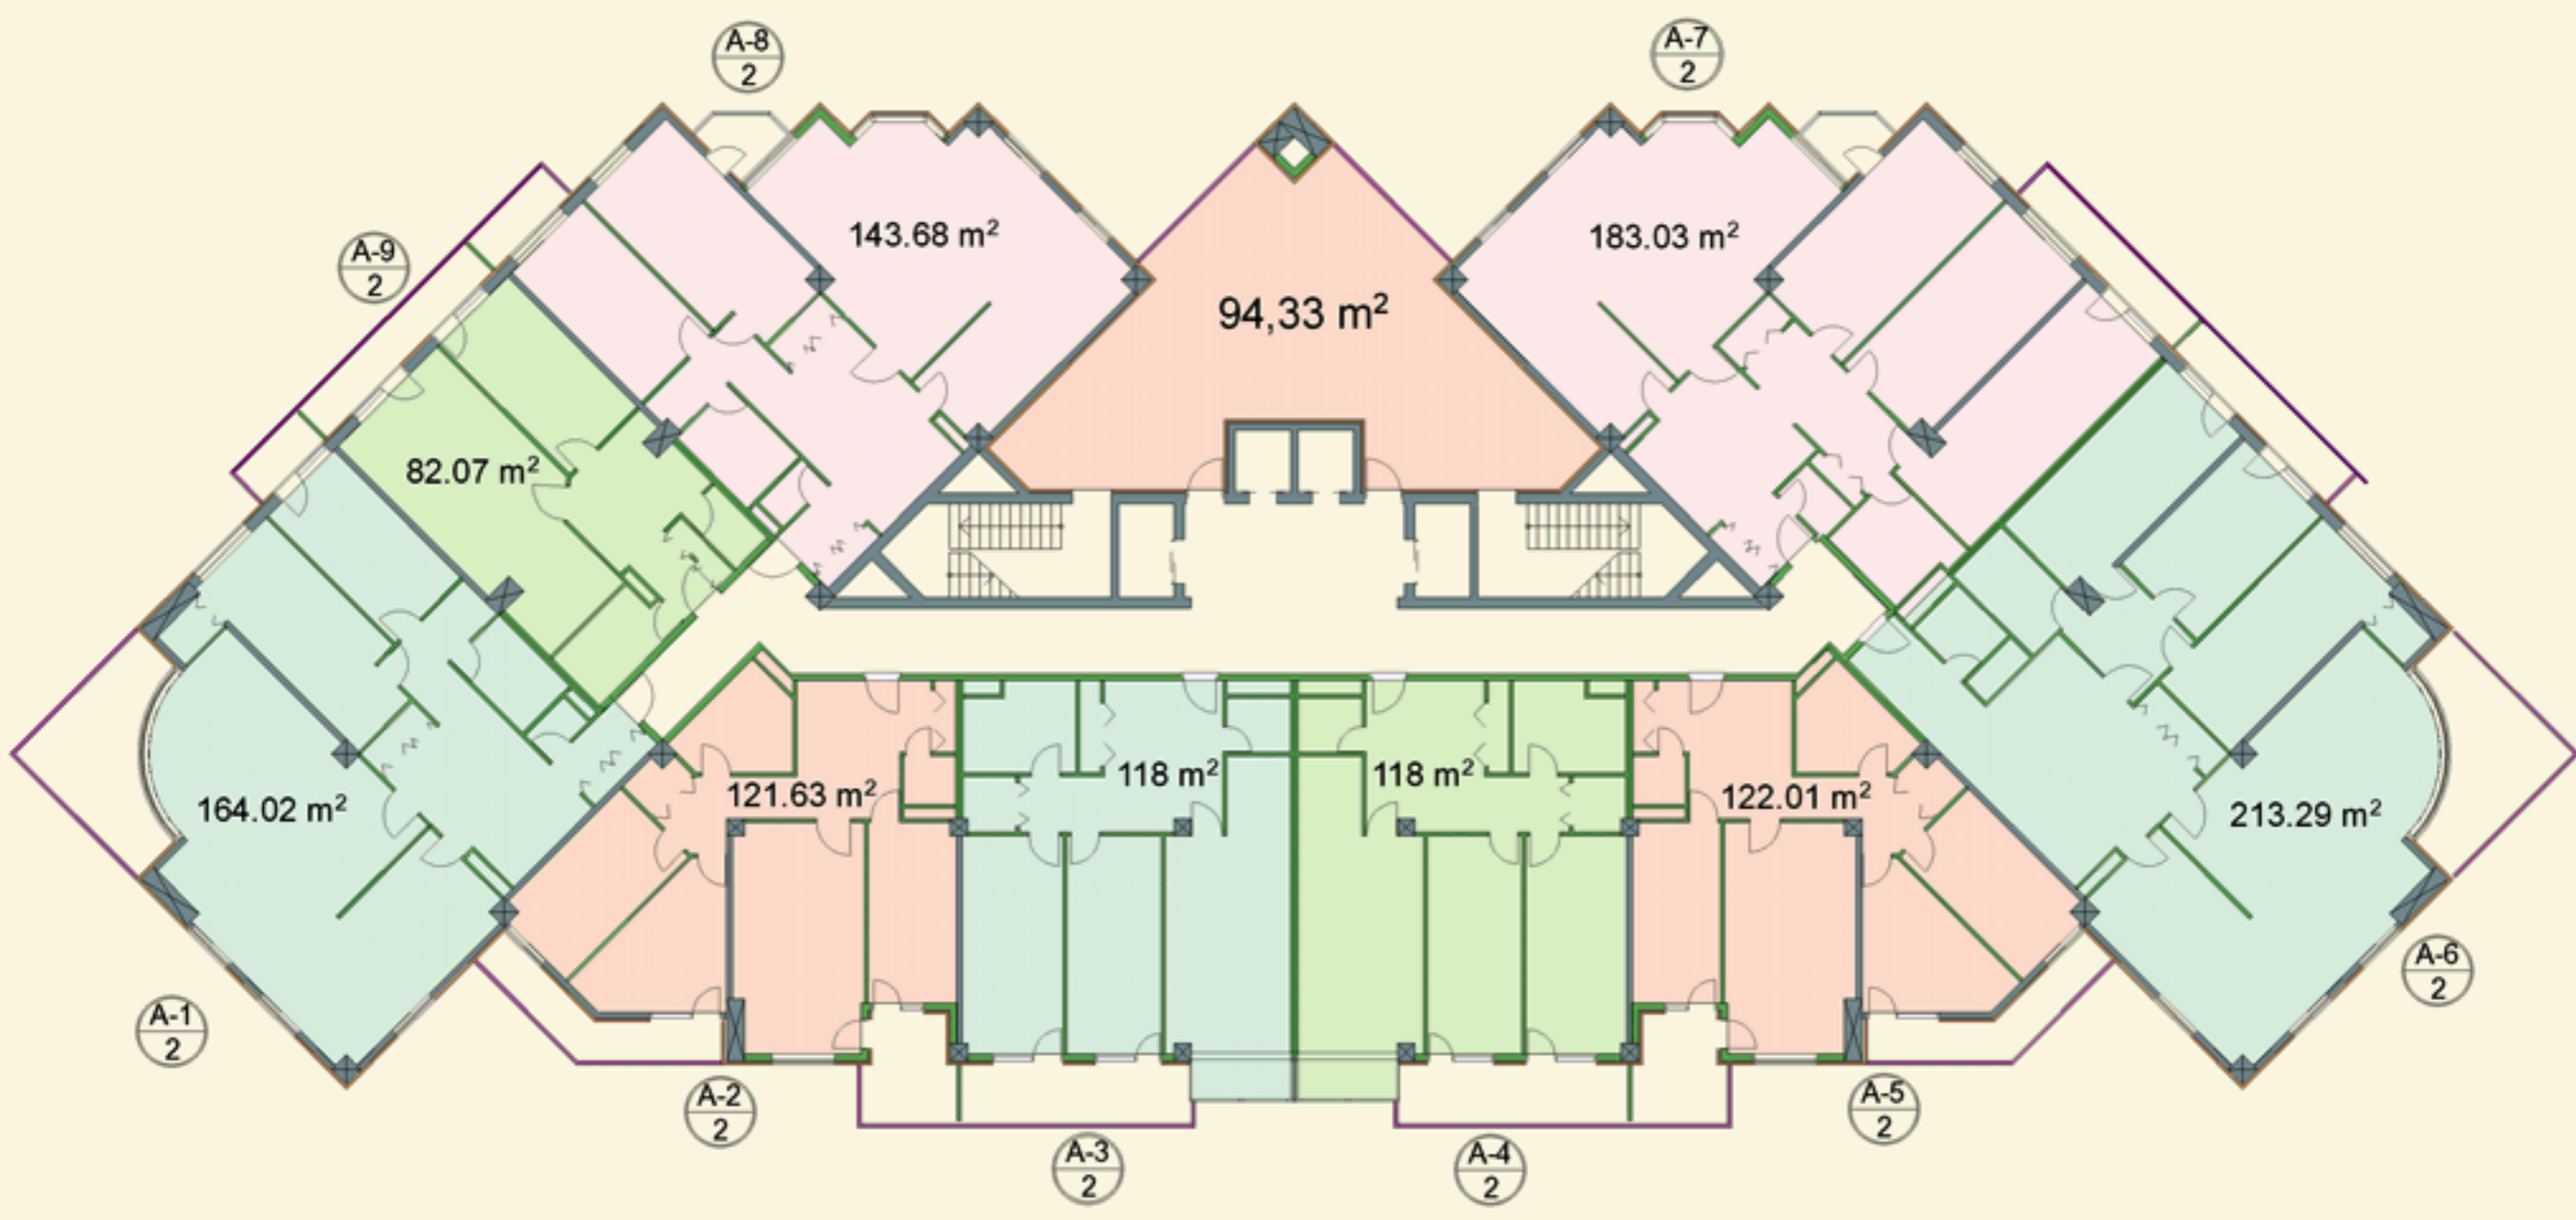 A-8
2
A-7
2
A-9
2
143.68 m²
183.03 m²
94,33 m²
82.07 m²
164.02 m²
121.63 m²
118 m²
118 m²
122.01 m²
213.29 m²
A-1
2
A-6
2
A-2
2
A-5
2
A-3
2
A-4
2